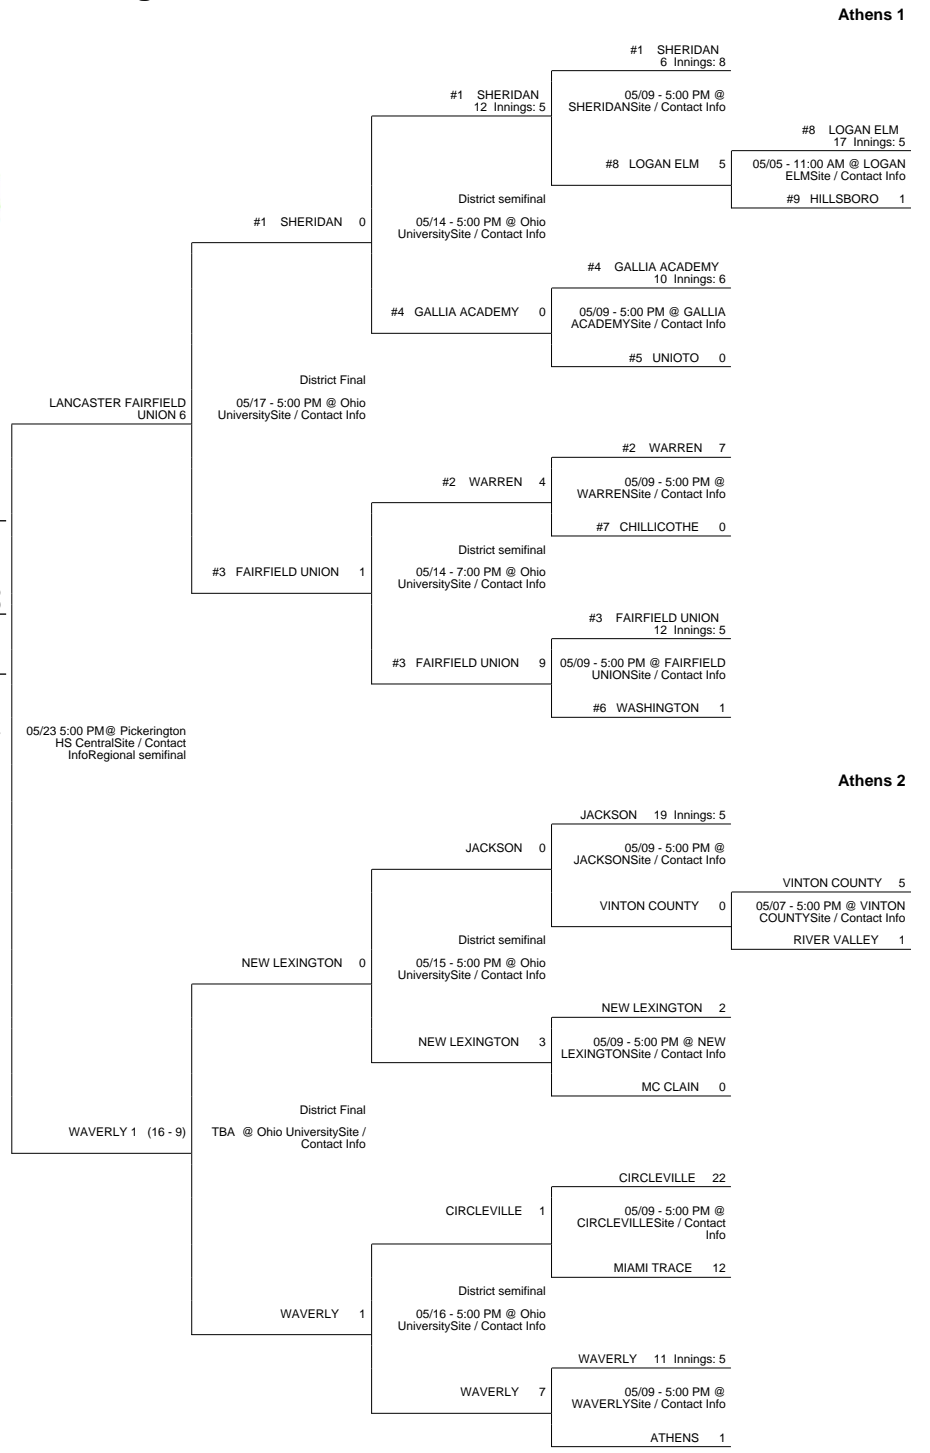 Athens 1
#1 SHERIDAN
6 Innings: 8
#1 SHERIDAN
12 Innings: 5
05/09 - 5:00 PM @
SHERIDANSite / Contact Info
#8 LOGAN ELM
17 Innings: 5
#8 LOGAN ELM 5
05/05 - 11:00 AM @ LOGAN
ELMSite / Contact Info
#9 HILLSBORO 1
District semifinal
05/14 - 5:00 PM @ Ohio
UniversitySite / Contact Info
#1 SHERIDAN 0
#4 GALLIA ACADEMY
10 Innings: 6
#4 GALLIA ACADEMY 0
05/09 - 5:00 PM @ GALLIA
ACADEMYSite / Contact Info
#5 UNIOTO 0
District Final
05/17 - 5:00 PM @ Ohio
UniversitySite / Contact Info
LANCASTER FAIRFIELD
UNION 6
#2 WARREN 7
#2 WARREN 4
05/09 - 5:00 PM @
WARRENSite / Contact Info
#7 CHILLICOTHE 0
District semifinal
05/14 - 7:00 PM @ Ohio
UniversitySite / Contact Info
#3 FAIRFIELD UNION 1
#3 FAIRFIELD UNION
12 Innings: 5
#3 FAIRFIELD UNION 9
05/09 - 5:00 PM @ FAIRFIELD
UNIONSite / Contact Info
#6 WASHINGTON 1
05/23 5:00 PM@ Pickerington
HS CentralSite / Contact
InfoRegional semifinal
Athens 2
JACKSON 19 Innings: 5
JACKSON 0
05/09 - 5:00 PM @
JACKSONSite / Contact Info
VINTON COUNTY 5
VINTON COUNTY 0
05/07 - 5:00 PM @ VINTON
COUNTYSite / Contact Info
RIVER VALLEY 1
District semifinal
05/15 - 5:00 PM @ Ohio
UniversitySite / Contact Info
NEW LEXINGTON 0
NEW LEXINGTON 2
NEW LEXINGTON 3
05/09 - 5:00 PM @ NEW
LEXINGTONSite / Contact Info
MC CLAIN 0
District Final
TBA @ Ohio UniversitySite /
Contact Info
WAVERLY 1 (16 - 9)
CIRCLEVILLE 22
CIRCLEVILLE 1
05/09 - 5:00 PM @
CIRCLEVILLESite / Contact
Info
MIAMI TRACE 12
District semifinal
05/16 - 5:00 PM @ Ohio
UniversitySite / Contact Info
WAVERLY 1
WAVERLY 11 Innings: 5
WAVERLY 7
05/09 - 5:00 PM @
WAVERLYSite / Contact Info
ATHENS 1